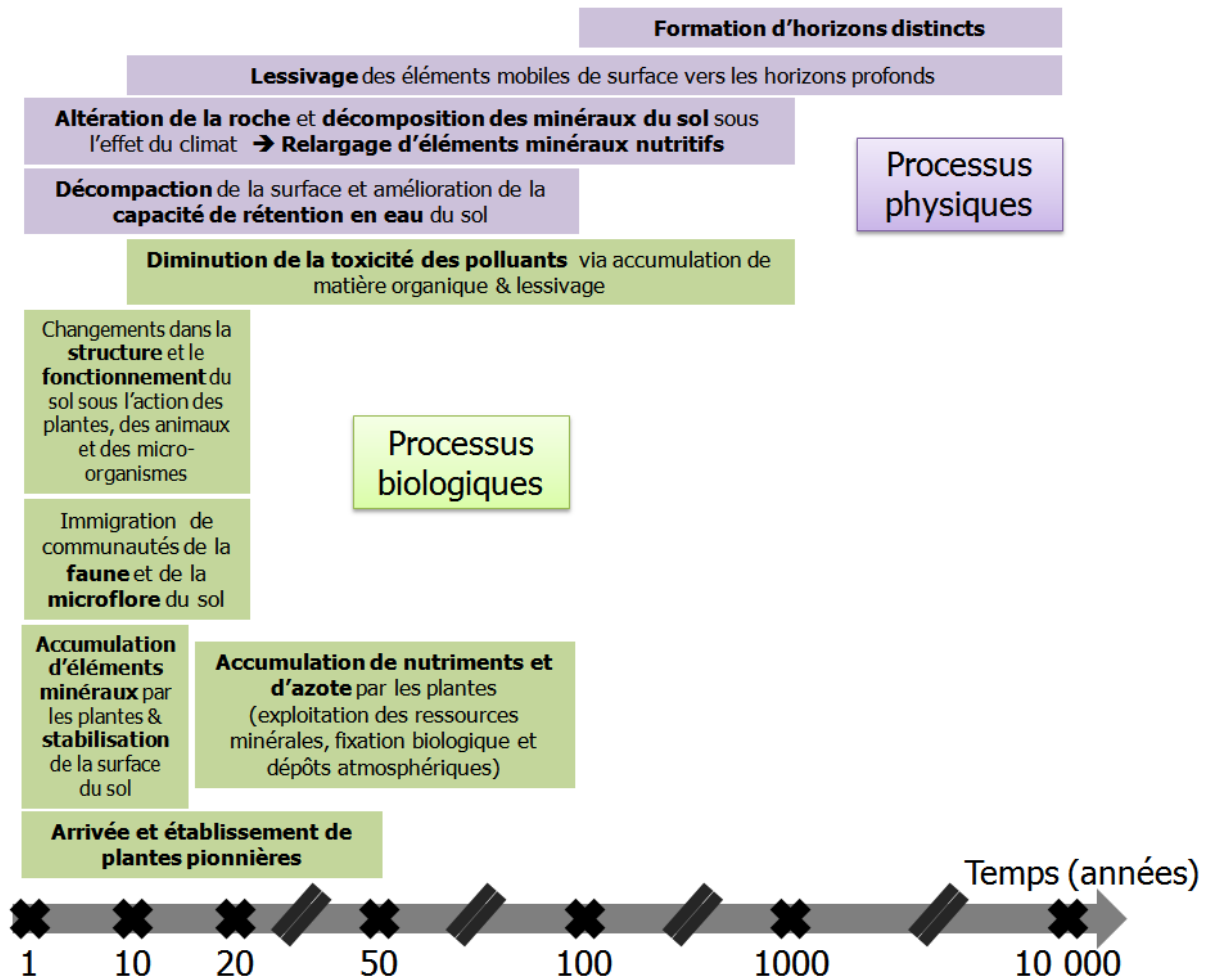 Formation d’horizons distincts
Lessivage des éléments mobiles de surface vers les horizons profonds
Altération de la roche et décomposition des minéraux du sol sous
l’effet du climat ➔ Relargage d’éléments minéraux nutritifs
Processus
physiques
Décompaction de la surface et amélioration de la
capacité de rétention en eau du sol
Diminution de la toxicité des polluants via accumulation de
matière organique & lessivage
Changements dans la
structure et le
fonctionnement du
sol sous l’action des
plantes, des animaux
et des micro-
organismes
Processus
biologiques
Immigration de
communautés de la
faune et de la
microflore du sol
Accumulation
d’éléments
minéraux par
les plantes &
stabilisation
de la surface
du sol
Accumulation de nutriments et
d’azote par les plantes
(exploitation des ressources
minérales, fixation biologique et
dépôts atmosphériques)
Arrivée et établissement de
plantes pionnières
Temps (années)
1 10 20 50 100 1000 10 000